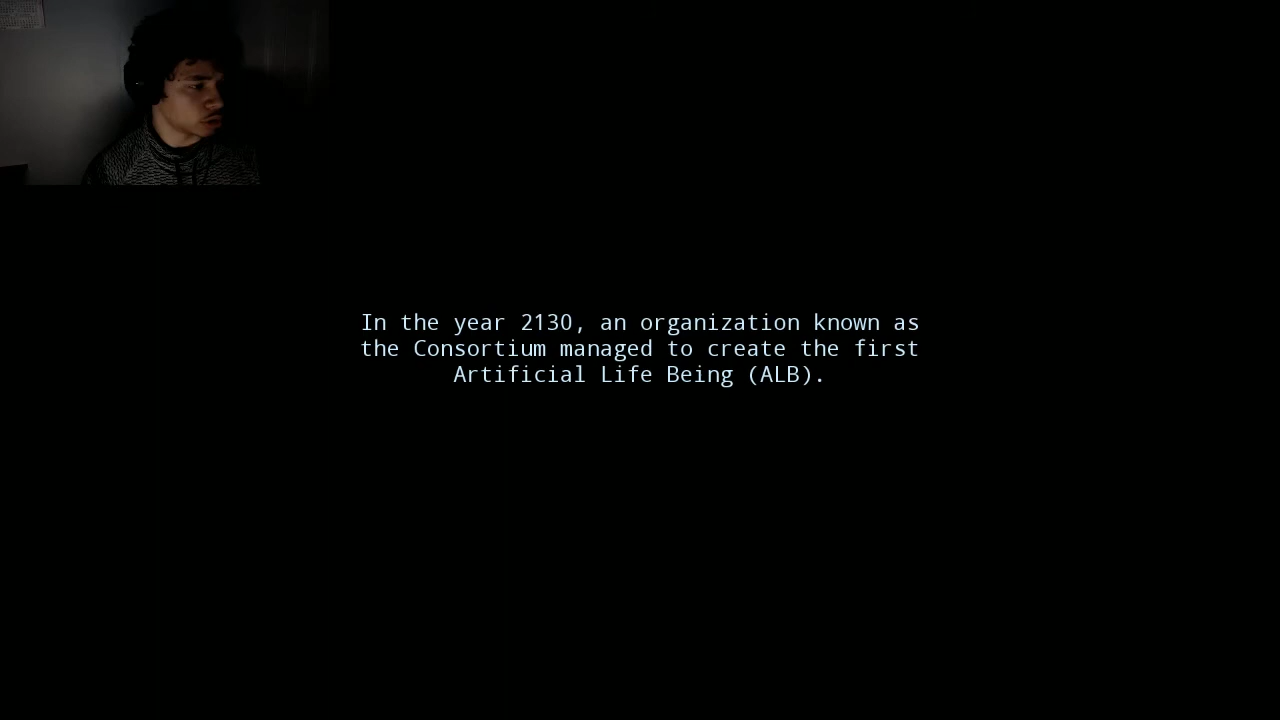 In the year 2130, an organization known as
the Consortium managed to create the first
Artificial Life Being (ALB).